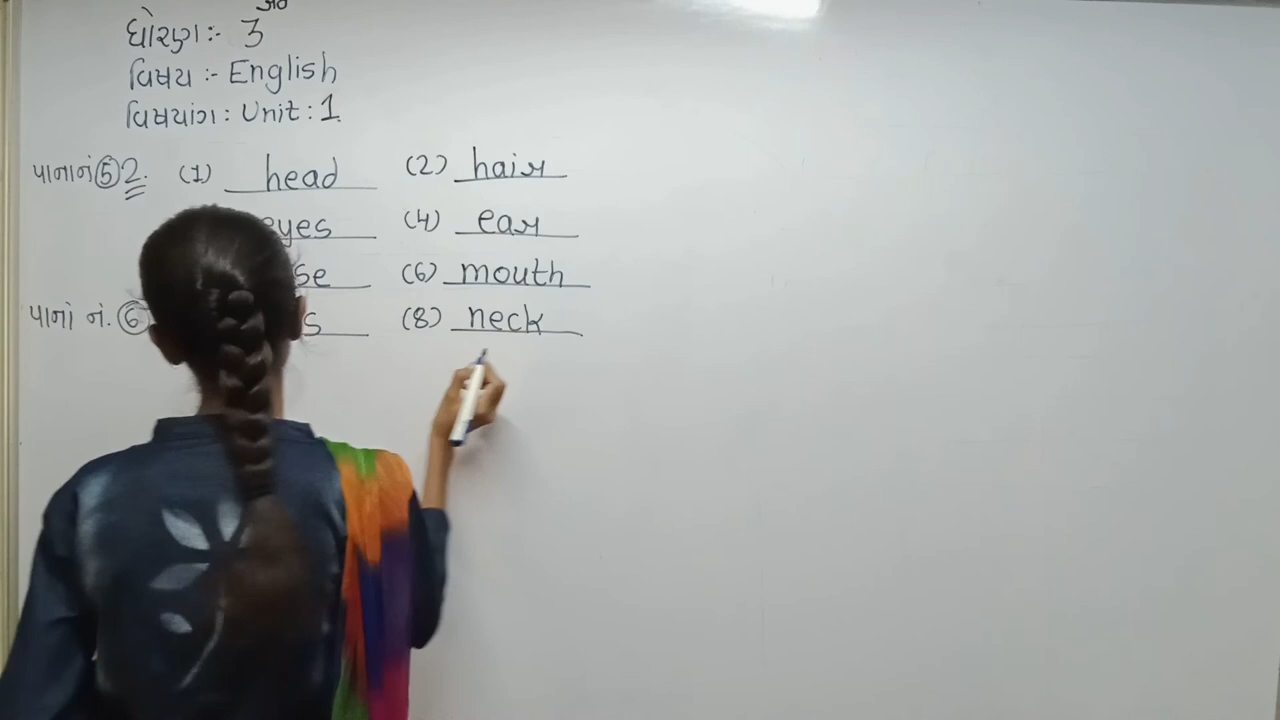 ધોરણ :- 3
વિષય :- English
વિષયાંગ : Unit : 1.
પાના નં ⑤ 2. (1) head (2) hair
eyes (4) ear
se (6) mouth
પાનાં નં. ⑥ s (8) neck